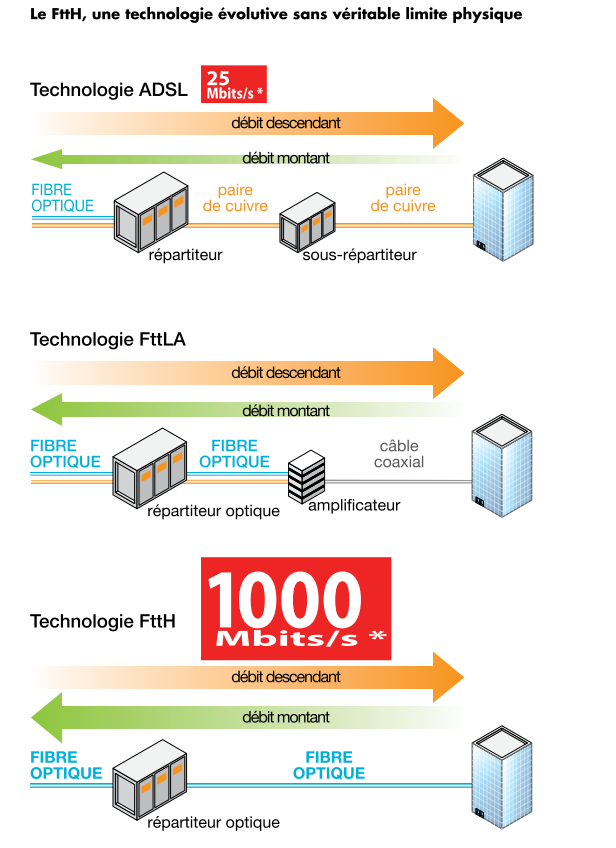 Le FttH, une technologie évolutive sans véritable limite physique
Technologie ADSL
25
Mbits/s *
débit descendant
débit montant
FIBRE
OPTIQUE
paire
de cuivre
paire
de cuivre
répartiteur
sous-répartiteur
Technologie FttLA
débit descendant
débit montant
FIBRE
OPTIQUE
FIBRE
OPTIQUE
câble
coaxial
répartiteur optique
amplificateur
Technologie FttH
1000
Mbits/s *
débit descendant
débit montant
FIBRE
OPTIQUE
FIBRE
OPTIQUE
répartiteur optique